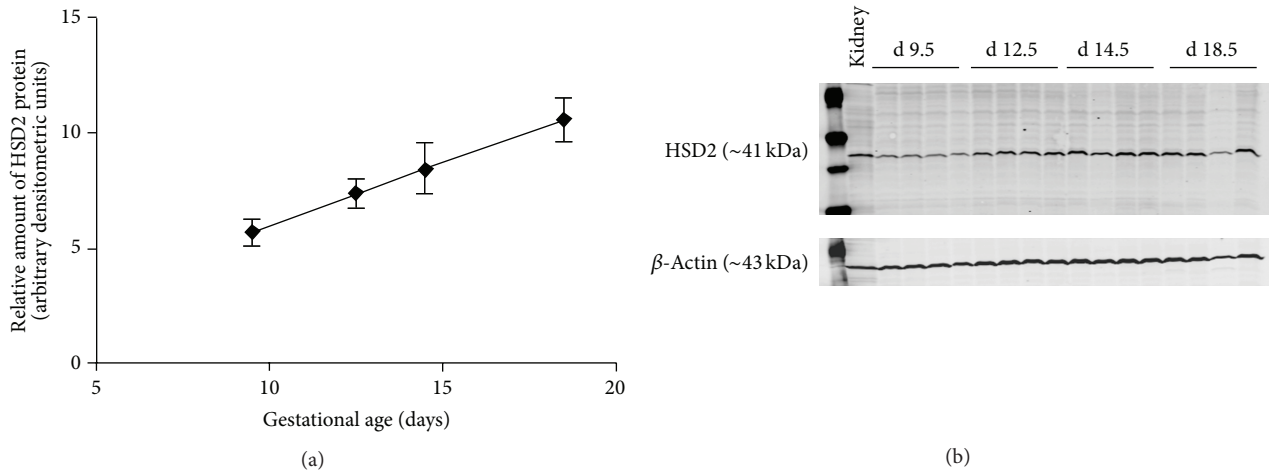 15
10
5
0
5
10
15
20
Relative amount of HSD2 protein
(arbitrary densitometric units)
Gestational age (days)
(a)
Kidney
d 9.5
d 12.5
d 14.5
d 18.5
HSD2 (~41 kDa)
β-Actin (~43 kDa)
(b)